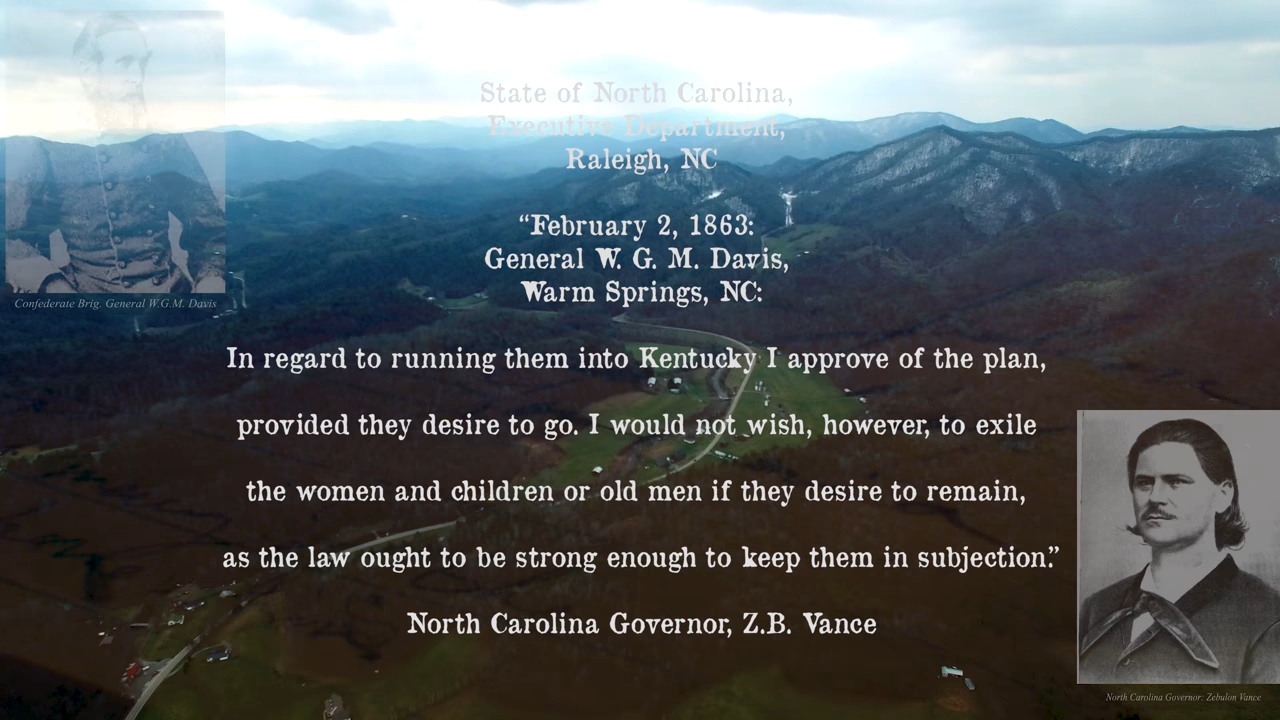 State of North Carolina,
Executive Department,
Raleigh, NC
“February 2, 1863:
General W. G. M. Davis,
Warm Springs, NC:
In regard to running them into Kentucky I approve of the plan,
provided they desire to go. I would not wish, however, to exile
the women and children or old men if they desire to remain,
as the law ought to be strong enough to keep them in subjection.”
North Carolina Governor, Z.B. Vance
Confederate Brig. General W.G.M. Davis
North Carolina Governor: Zebulon Vance